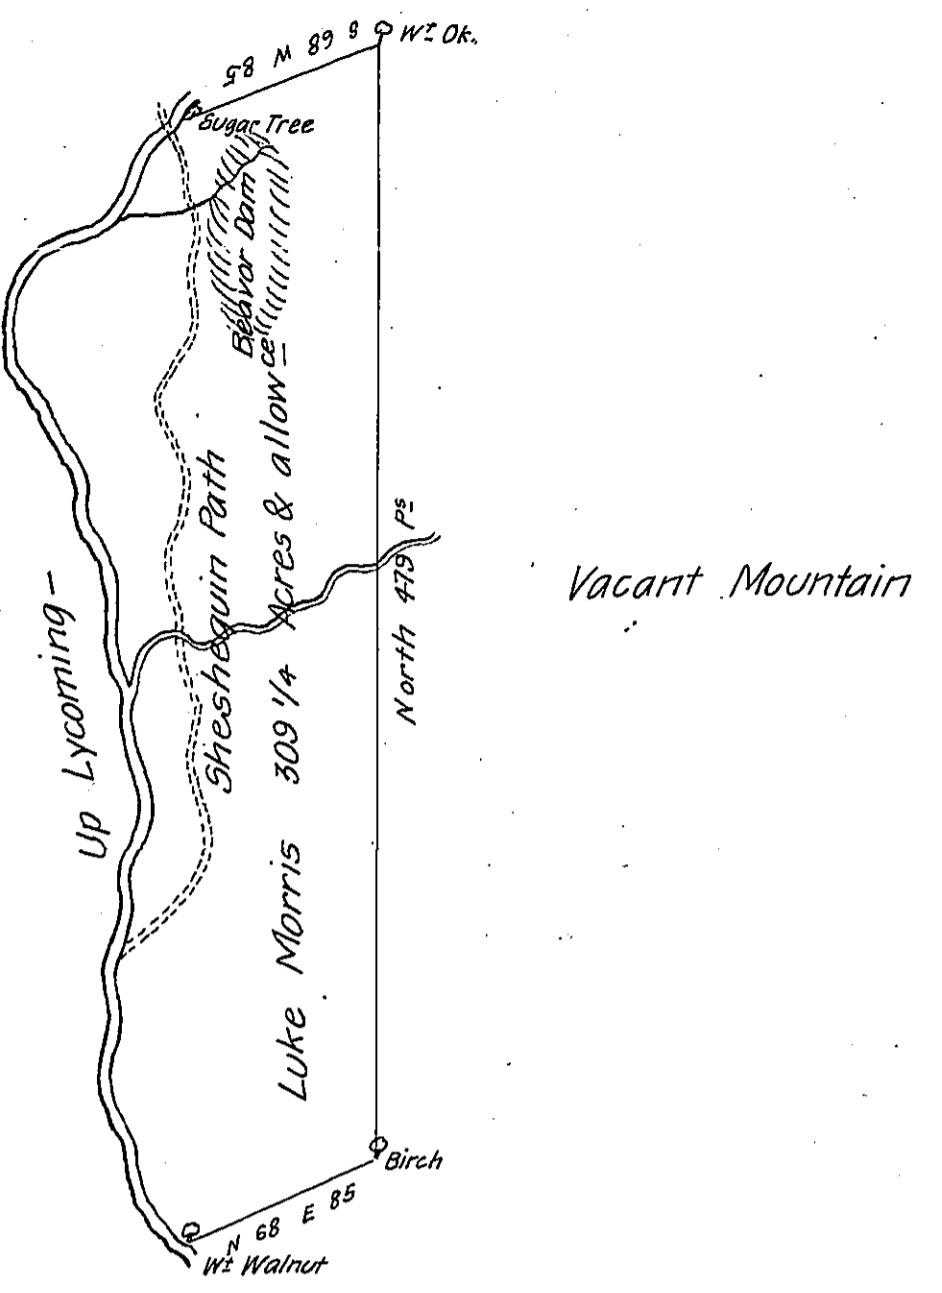 Wt Ok.
S 68 W 85
Sugar Tree
Beavor Dam
Sheshequin Path
Luke Morris 309 1/4 Acres & allowce
North 479 Ps
Vacant Mountain
Up Lycoming—
Birch
N 68 E 85
Wt Walnut